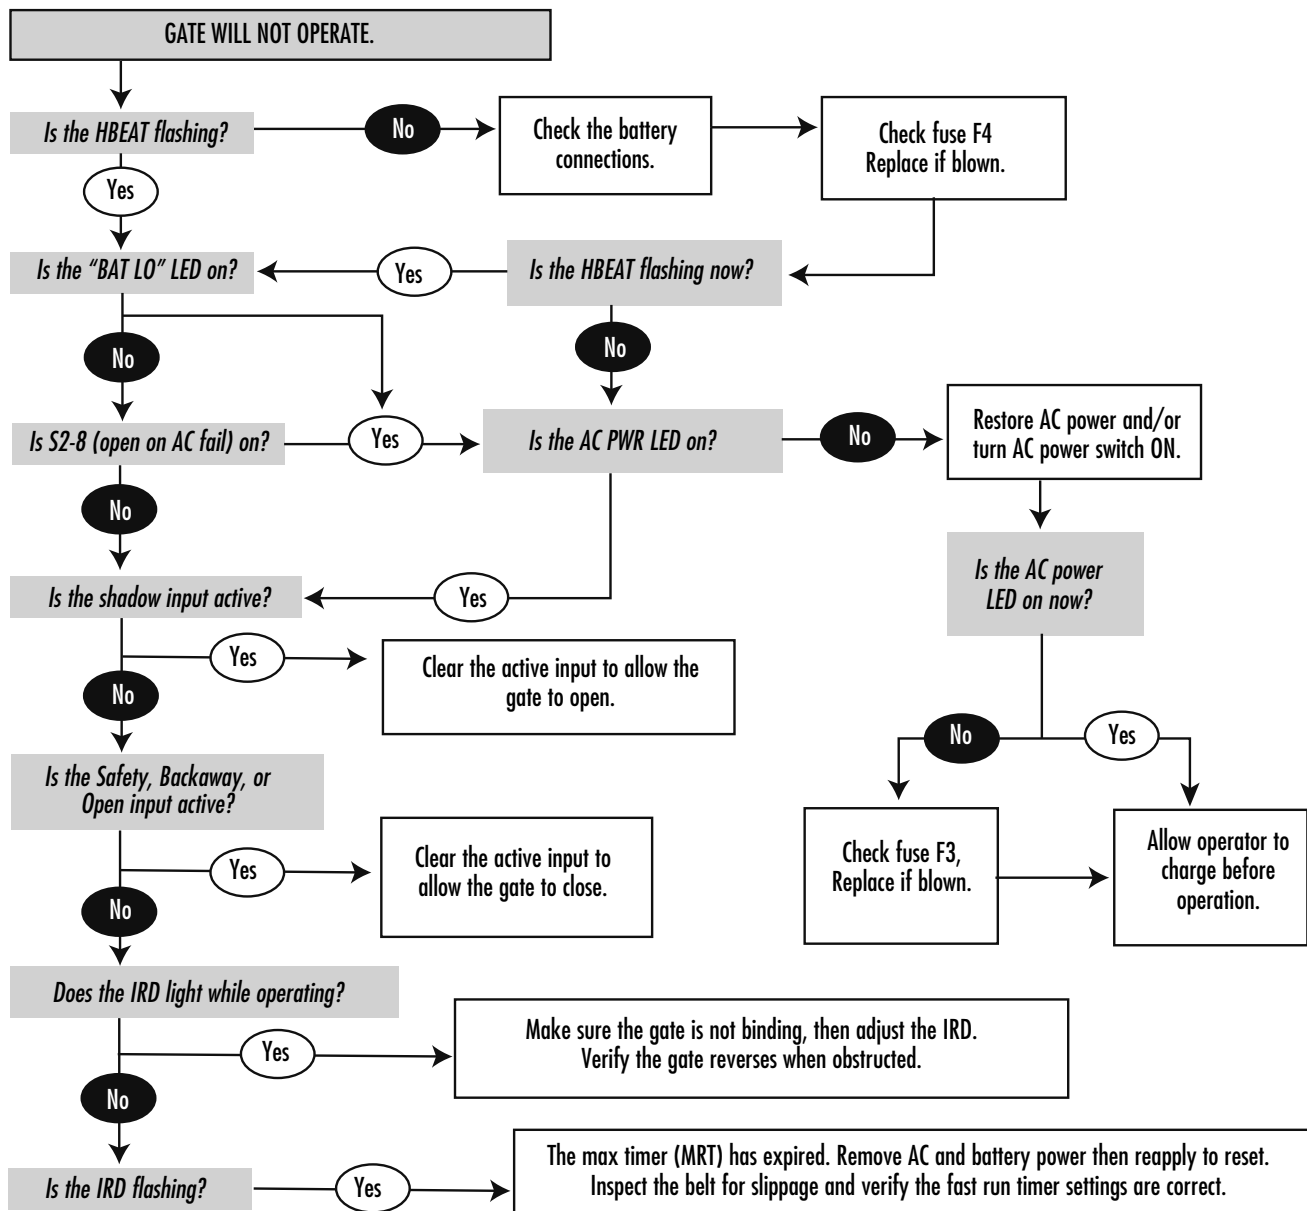 GATE WILL NOT OPERATE.
Is the HBEAT flashing?
No
Check the battery
connections.
Check fuse F4
Replace if blown.
Yes
Is the “BAT LO” LED on?
Yes
Is the HBEAT flashing now?
No
No
Is S2-8 (open on AC fail) on?
Yes
Is the AC PWR LED on?
No
Restore AC power and/or
turn AC power switch ON.
No
Is the AC power
LED on now?
Is the shadow input active?
Yes
Yes
Clear the active input to allow the
gate to open.
No
No
Yes
Is the Safety, Backaway, or
Open input active?
Check fuse F3,
Replace if blown.
Allow operator to
charge before
operation.
Yes
Clear the active input to
allow the gate to close.
No
Does the IRD light while operating?
Yes
Make sure the gate is not binding, then adjust the IRD.
Verify the gate reverses when obstructed.
No
Is the IRD flashing?
Yes
The max timer (MRT) has expired. Remove AC and battery power then reapply to reset.
Inspect the belt for slippage and verify the fast run timer settings are correct.